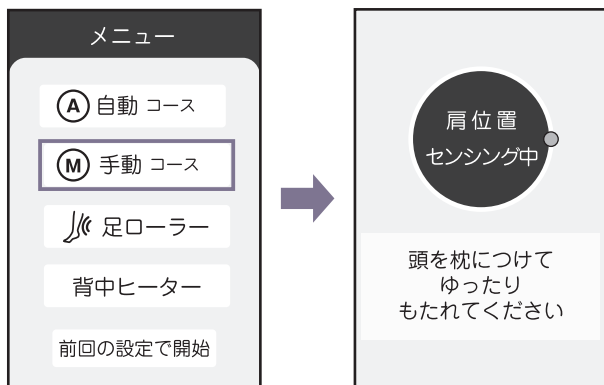 メニュー
A 自動 コース
M 手動 コース
足ローラー
背中ヒーター
前回の設定で開始
肩位置
センシング中
頭を枕につけて
ゆったり
もたれてください